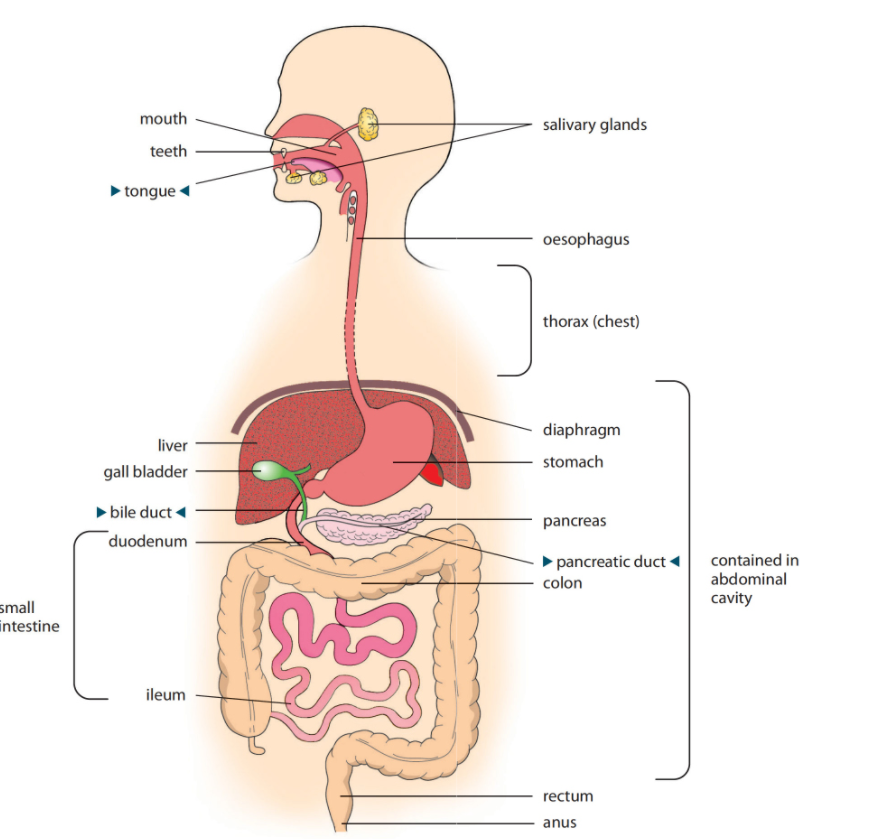 mouth
salivary glands
teeth
▶ tongue ◀
oesophagus
thorax (chest)
diaphragm
liver
stomach
gall bladder
▶ bile duct ◀
pancreas
duodenum
▶ pancreatic duct ◀
colon
contained in
abdominal
cavity
small
intestine
ileum
rectum
anus